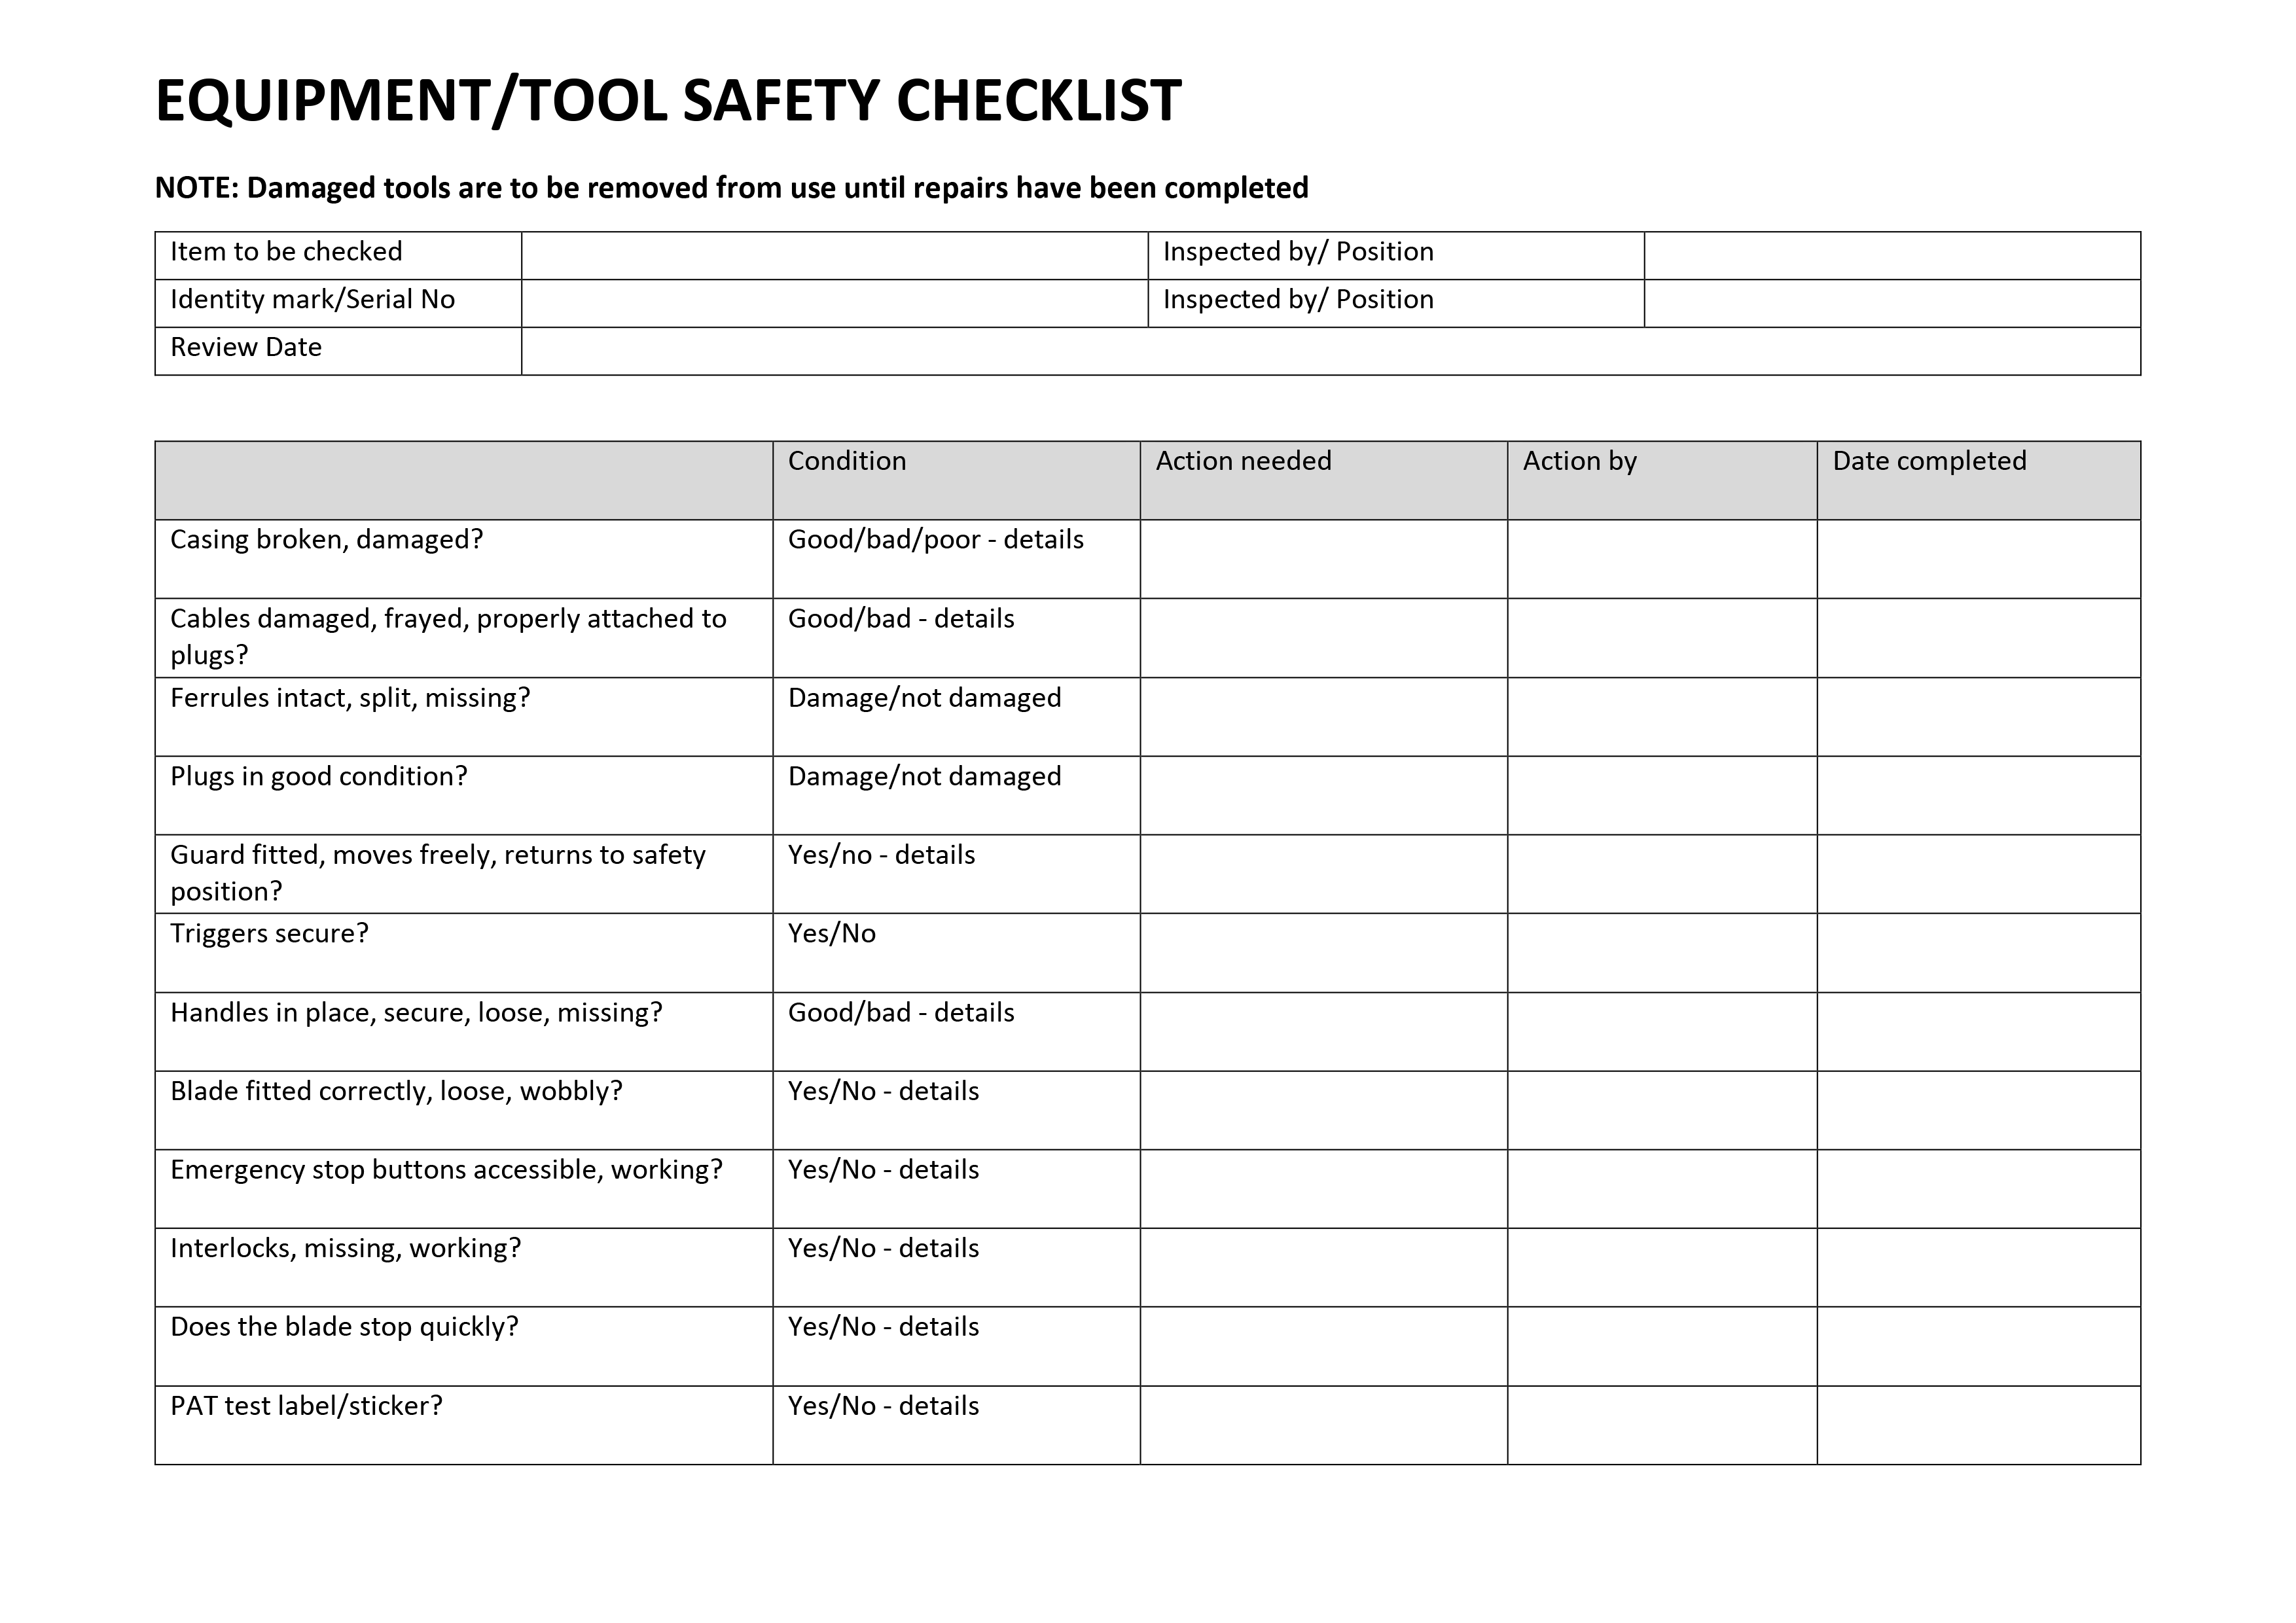 EQUIPMENT/TOOL SAFETY CHECKLIST
NOTE: Damaged tools are to be removed from use until repairs have been completed
Item to be checked Inspected by/ Position
Identity mark/Serial No Inspected by/ Position
Review Date
Condition Action needed Action by Date completed
Casing broken, damaged? Good/bad/poor - details
Cables damaged, frayed, properly attached to Good/bad - details
plugs?
Ferrules intact, split, missing? Damage/not damaged
Plugs in good condition? Damage/not damaged
Guard fitted, moves freely, returns to safety Yes/no - details
position?
Triggers secure? Yes/No
Handles in place, secure, loose, missing? Good/bad - details
Blade fitted correctly, loose, wobbly? Yes/No - details
Emergency stop buttons accessible, working? Yes/No - details
Interlocks, missing, working? Yes/No - details
Does the blade stop quickly? Yes/No - details
PAT test label/sticker? Yes/No - details